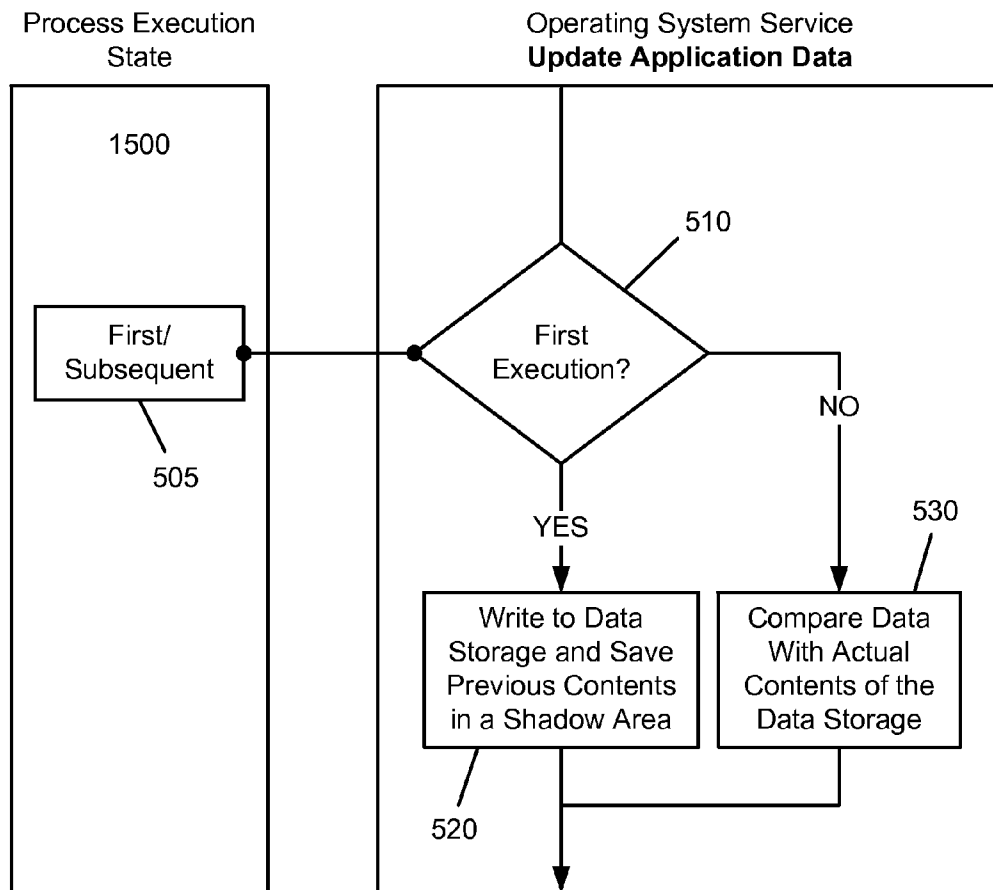 Process Execution
State
Operating System Service
Update Application Data
1500
510
First/
Subsequent
First
Execution?
NO
505
YES
530
Write to Data
Storage and Save
Previous Contents
in a Shadow Area
Compare Data
With Actual
Contents of the
Data Storage
520